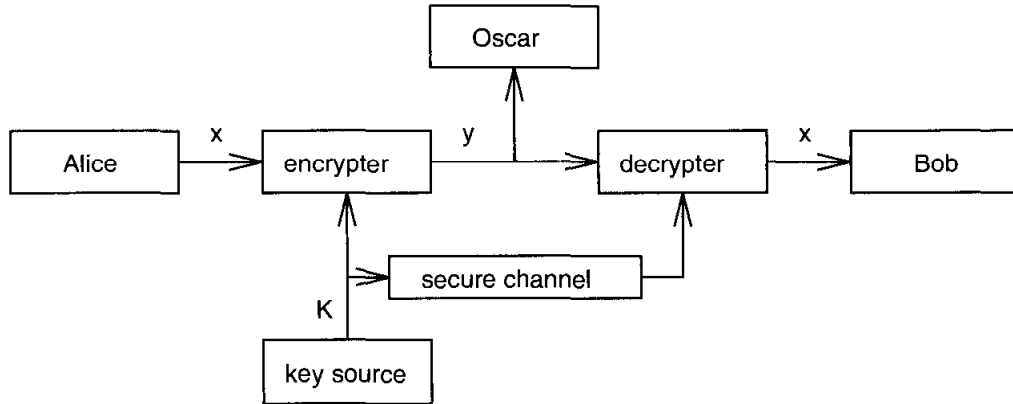 Oscar
x
y
x
Alice
encrypter
decrypter
Bob
secure channel
K
key source